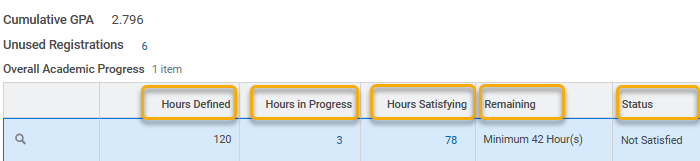 Cumulative GPA 2.796
Unused Registrations 6
Overall Academic Progress 1 item
Hours Defined Hours in Progress Hours Satisfying Remaining Status
120 3 78 Minimum 42 Hour(s) Not Satisfied